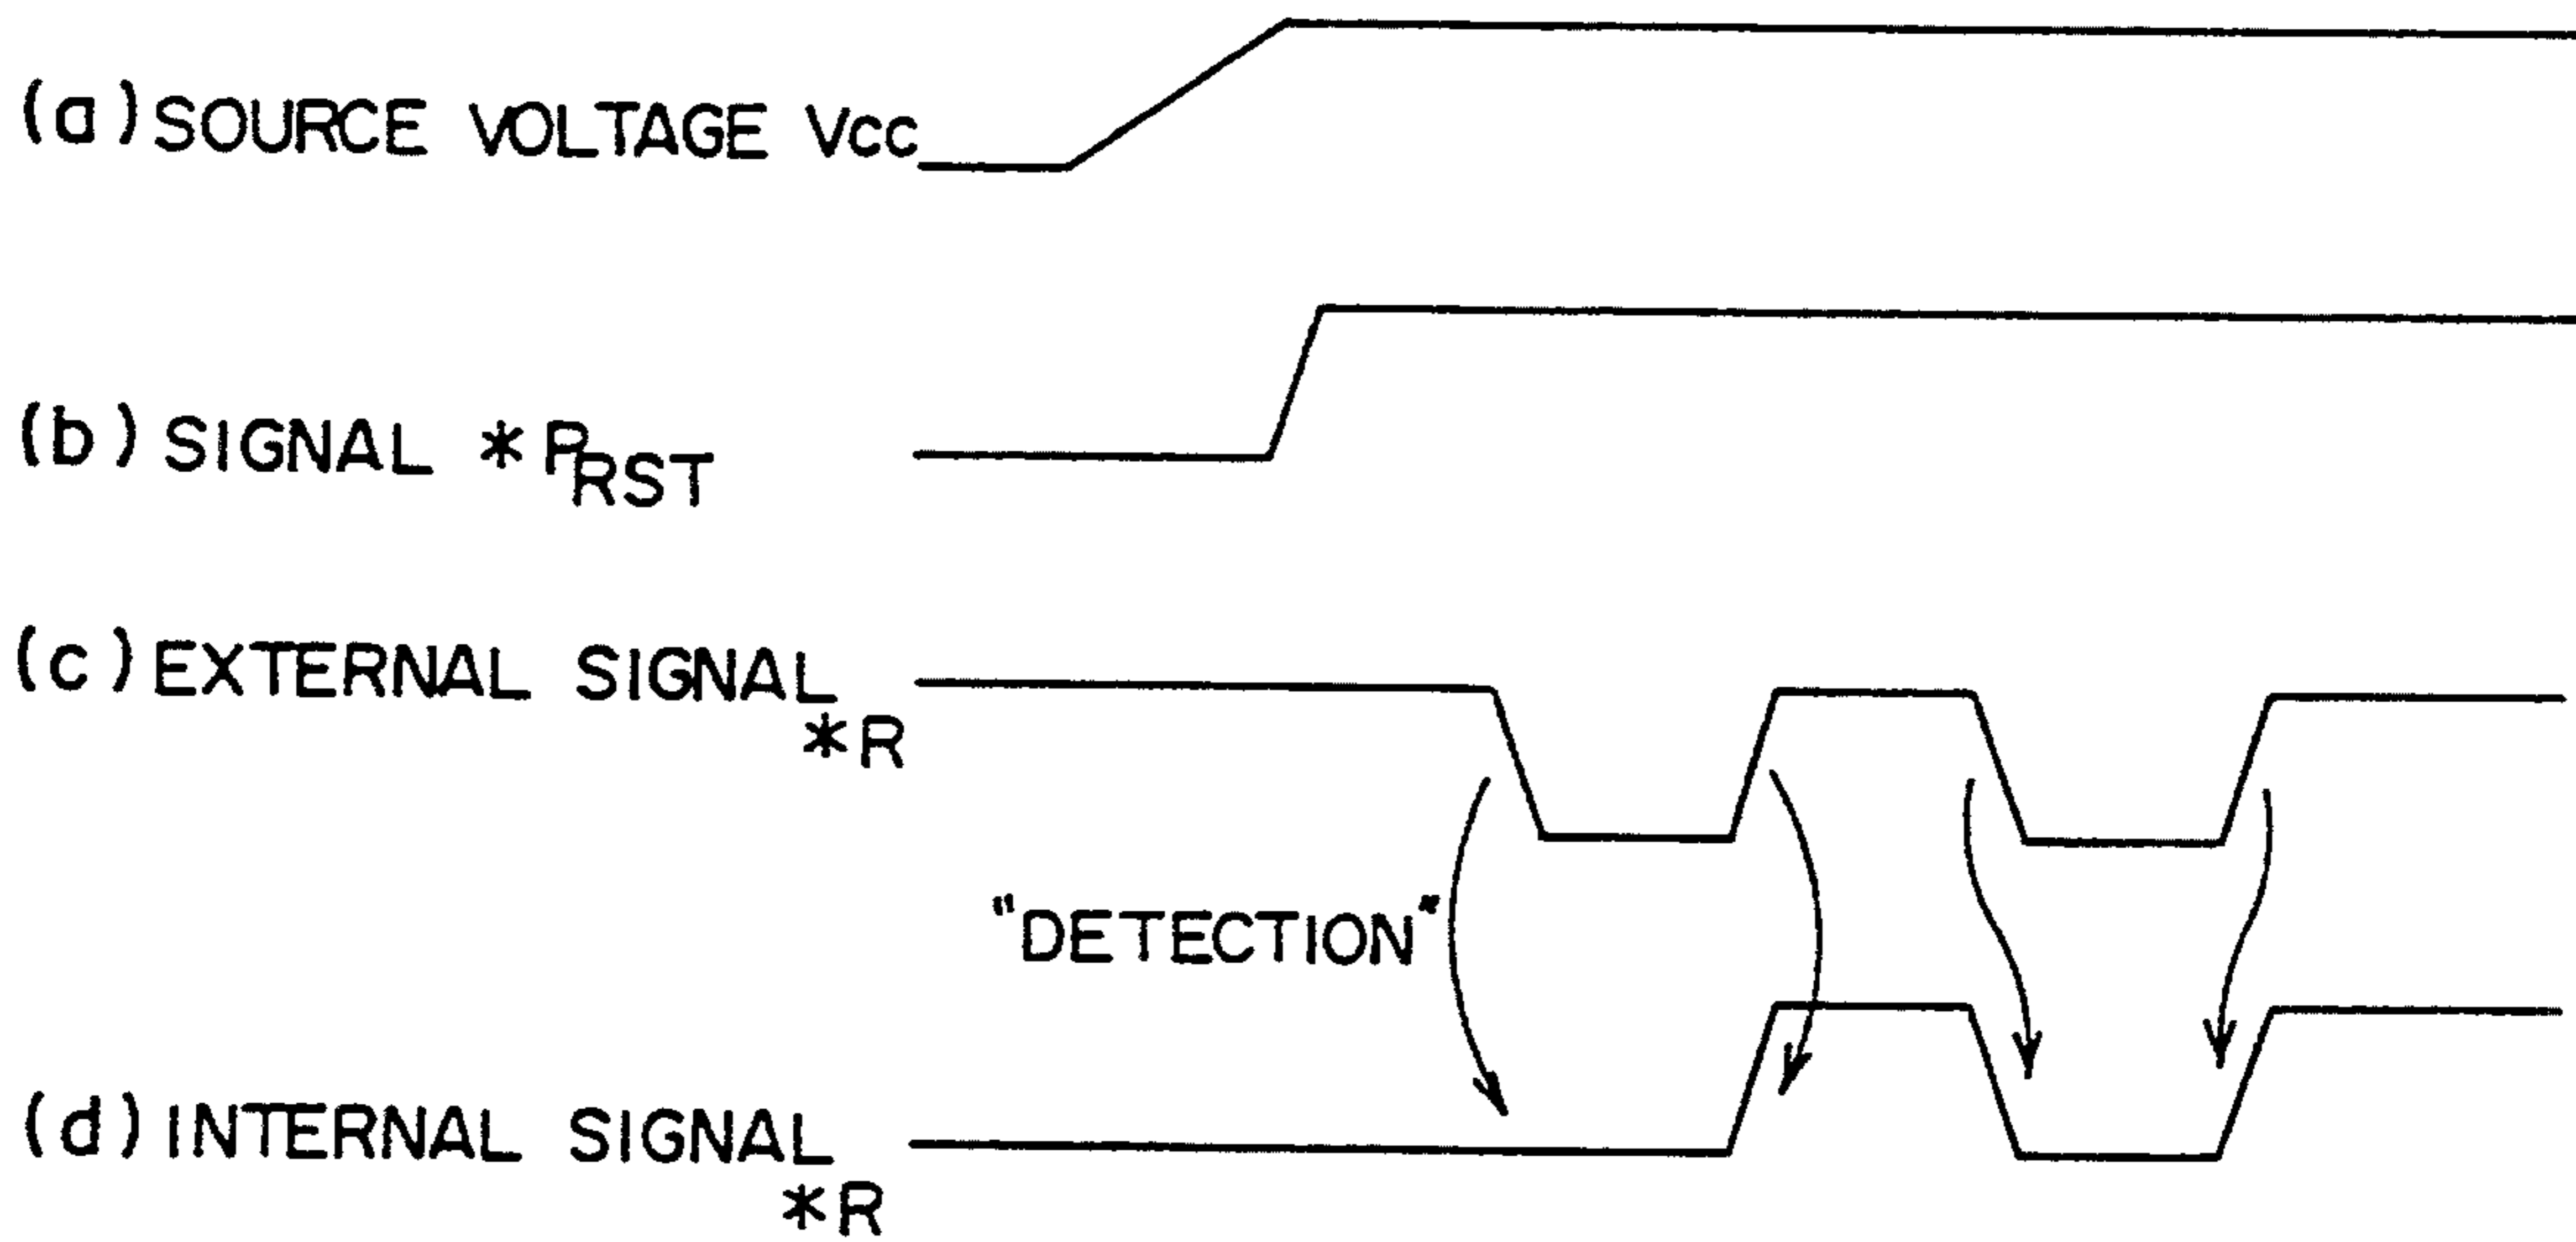 (a) SOURCE VOLTAGE Vcc
(b) SIGNAL *PRST
(c) EXTERNAL SIGNAL
*R
"DETECTION"
(d) INTERNAL SIGNAL
*R